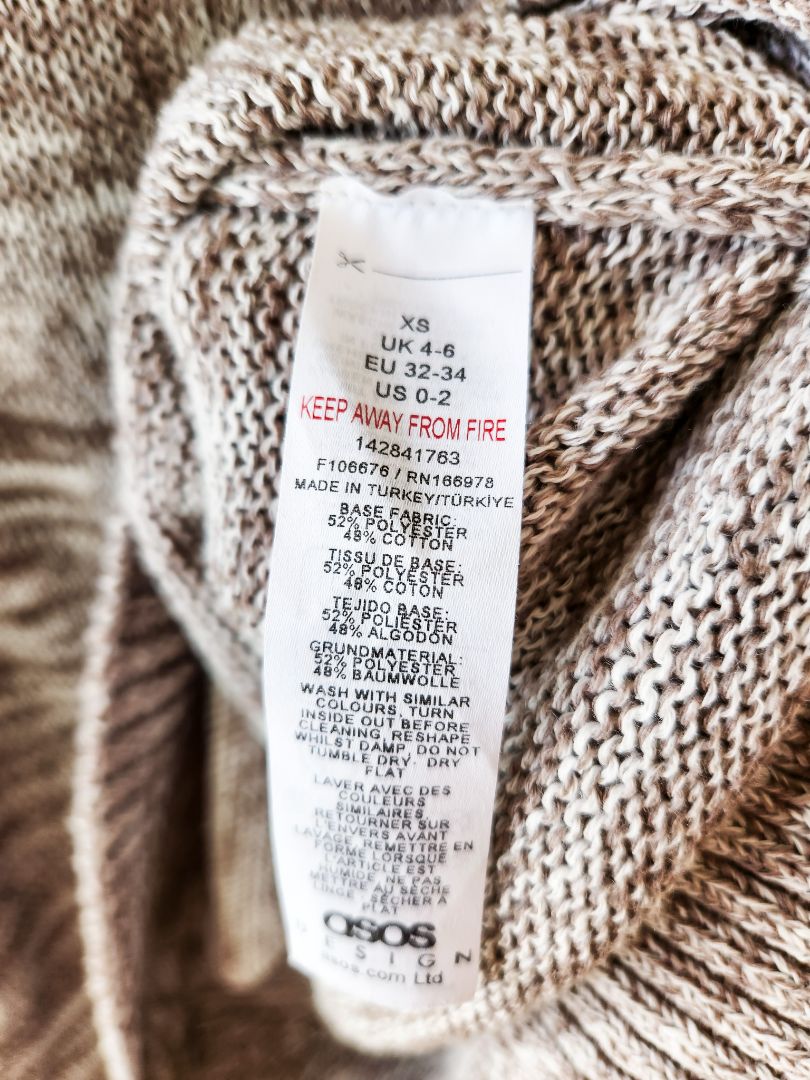 XS
UK 4-6
EU 32-34
US 0-2
KEEP AWAY FROM FIRE
142841763
F106676 / RN166978
MADE IN TURKEY/TÜRKİYE
BASE FABRIC:
52% POLYESTER
48% COTTON
TISSU DE BASE:
52% POLYESTER
48% COTON
TEJIDO BASE:
52% POLIÉSTER
48% ALGODÓN
GRUNDMATERIAL:
52% POLYESTER
48% BAUMWOLLE
WASH WITH SIMILAR
COLOURS, TURN
INSIDE OUT BEFORE
CLEANING, RESHAPE
WHILST DAMP, DO NOT
TUMBLE DRY, DRY
FLAT
LAVER AVEC DES
COULEURS
SIMILAIRES,
RETOURNER SUR
L'ENVERS AVANT
LAVAGE, REMETTRE EN
FORME LORSQUE
L'ARTICLE EST
HUMIDE, NE PAS
METTRE AU SÈCHE
LINGE, SÉCHER À
PLAT
asos
DESIGN
asos.com Ltd